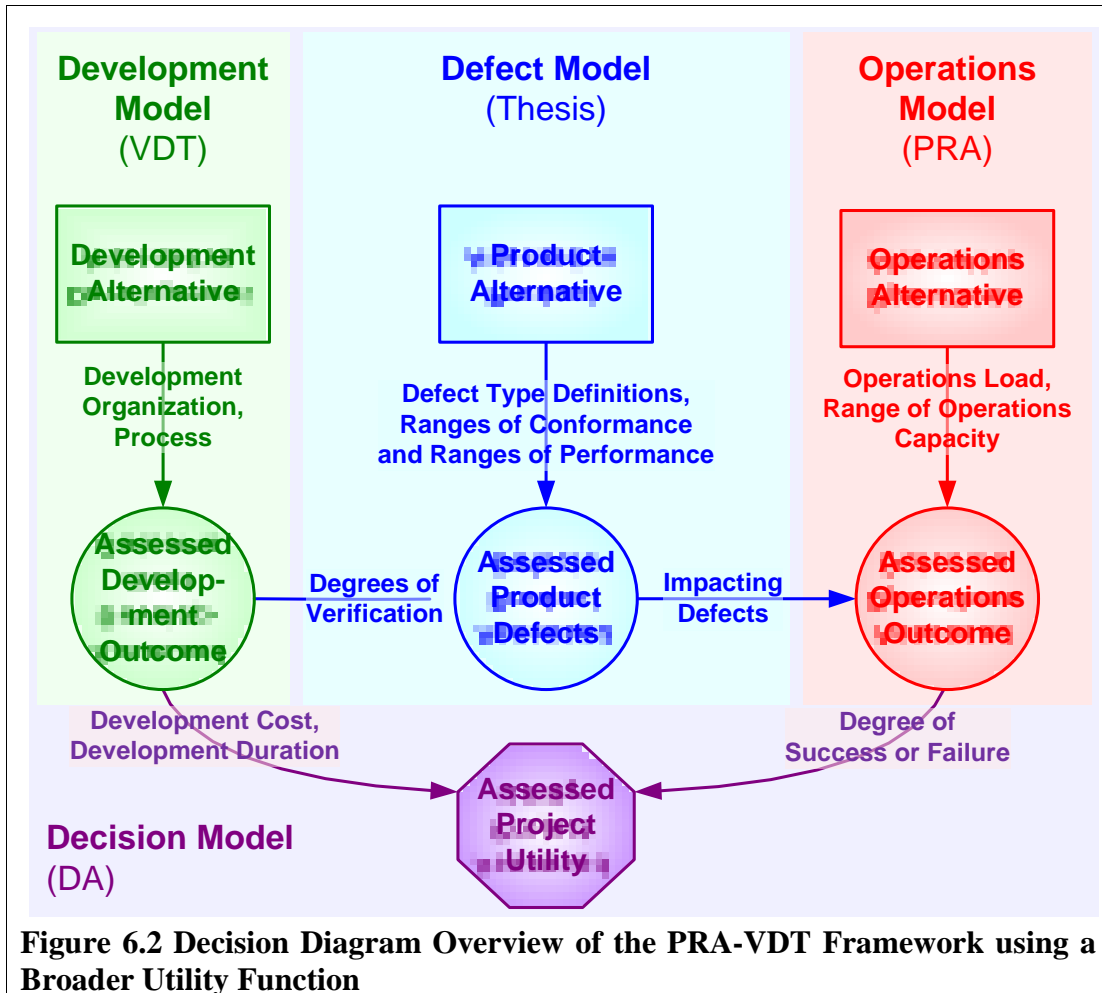 Development
Model
(VDT)
Defect Model
(Thesis)
Operations
Model
(PRA)
Development
Alternative
Product
Alternative
Operations
Alternative
Development
Organization,
Process
Defect Type Definitions,
Ranges of Conformance
and Ranges of Performance
Operations Load,
Range of Operations
Capacity
Assessed
Develop-
ment
Outcome
Degrees of
Verification
Assessed
Product
Defects
Impacting
Defects
Assessed
Operations
Outcome
Development Cost,
Development Duration
Degree of
Success or Failure
Assessed
Project
Utility
Decision Model
(DA)
Figure 6.2 Decision Diagram Overview of the PRA-VDT Framework using a
Broader Utility Function